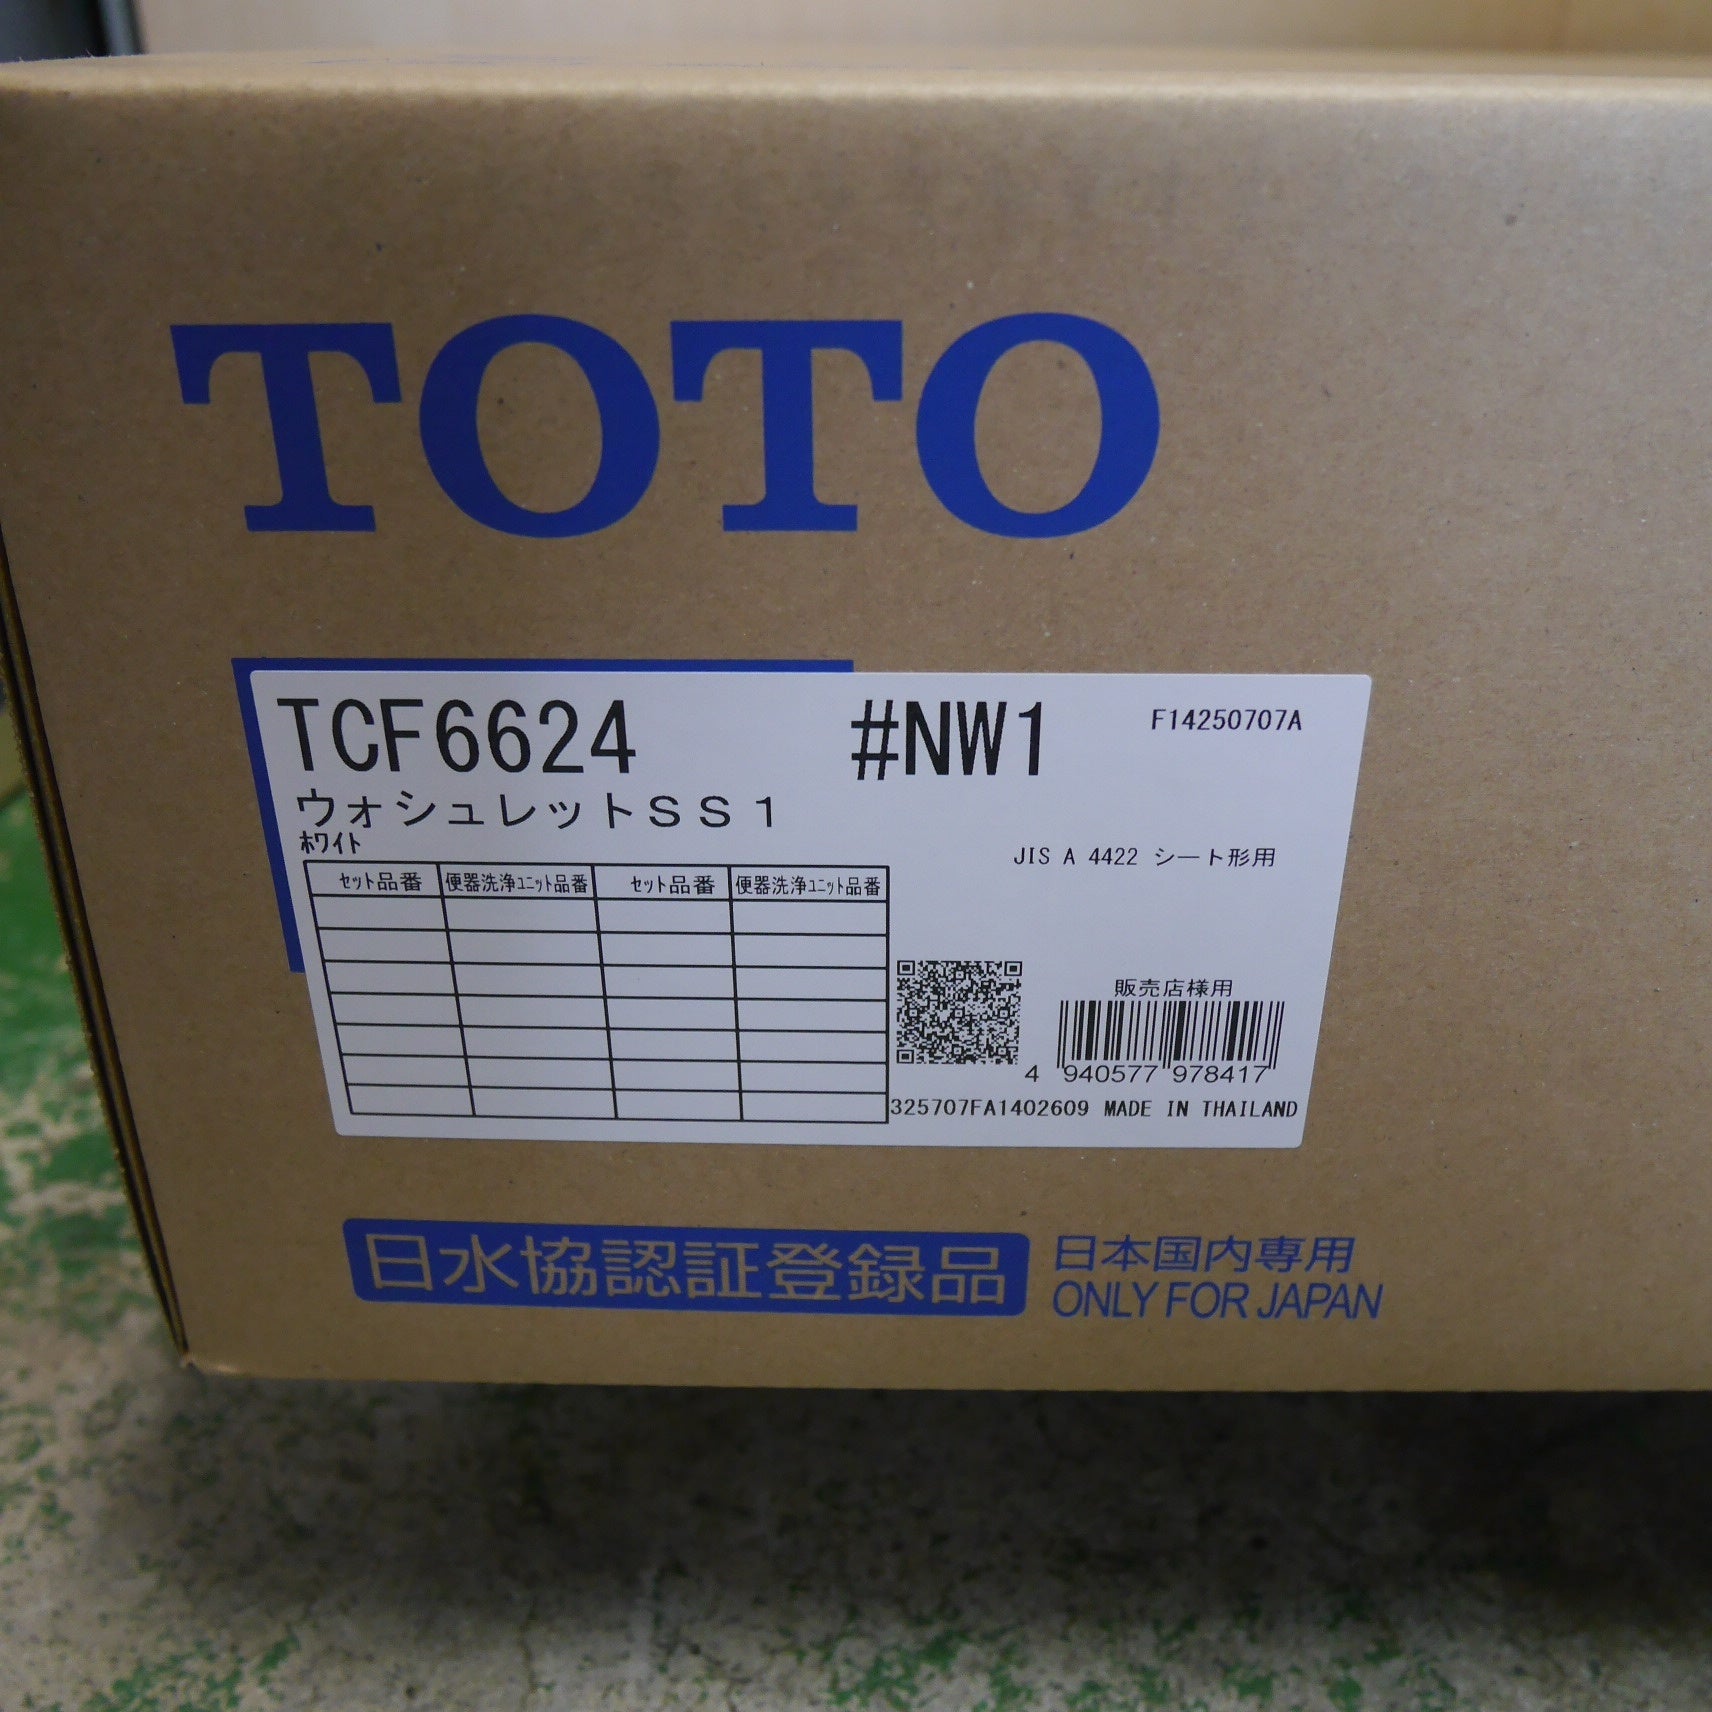 TOTO
TCF6624 #NW1 F14250707A
ウォシュレットSS1
ホワイト
JIS A 4422 シート形用
セット品番 便器洗浄ユニット品番 セット品番 便器洗浄ユニット品番
販売店様用
4 940577 978417
325707FA1402609 MADE IN THAILAND
日水協認証登録品
日本国内専用
ONLY FOR JAPAN